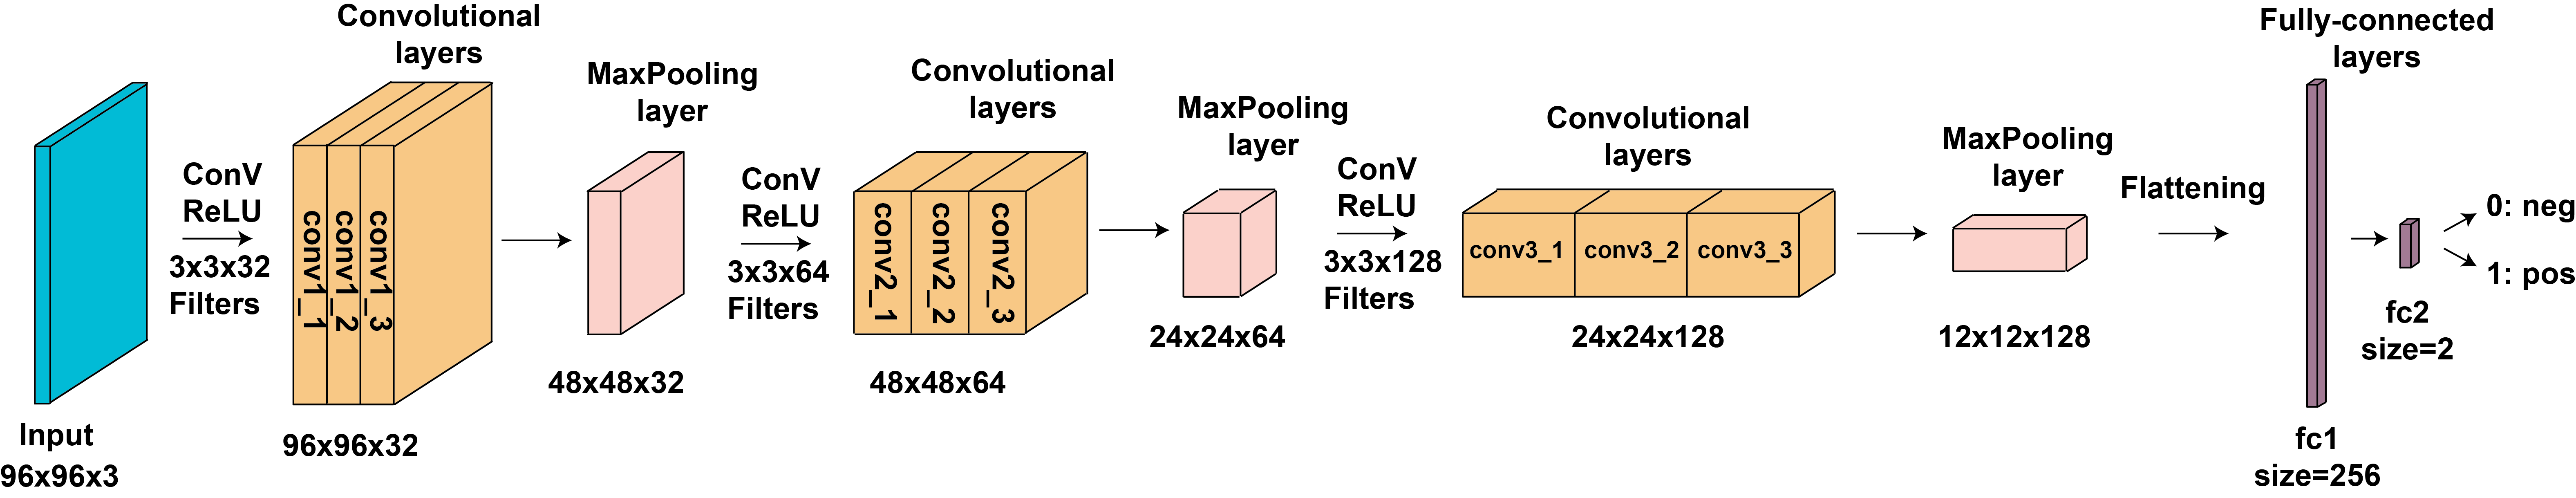 Input
96x96x3
ConV
ReLU
3x3x32
Filters
Convolutional
layers
conv1_1
conv1_2
conv1_3
96x96x32
MaxPooling
layer
48x48x32
ConV
ReLU
3x3x64
Filters
Convolutional
layers
conv2_1
conv2_2
conv2_3
48x48x64
MaxPooling
layer
24x24x64
ConV
ReLU
3x3x128
Filters
Convolutional
layers
conv3_1
conv3_2
conv3_3
24x24x128
MaxPooling
layer
12x12x128
Flattening
Fully-connected
layers
fc1
size=256
fc2
size=2
0: neg
1: pos